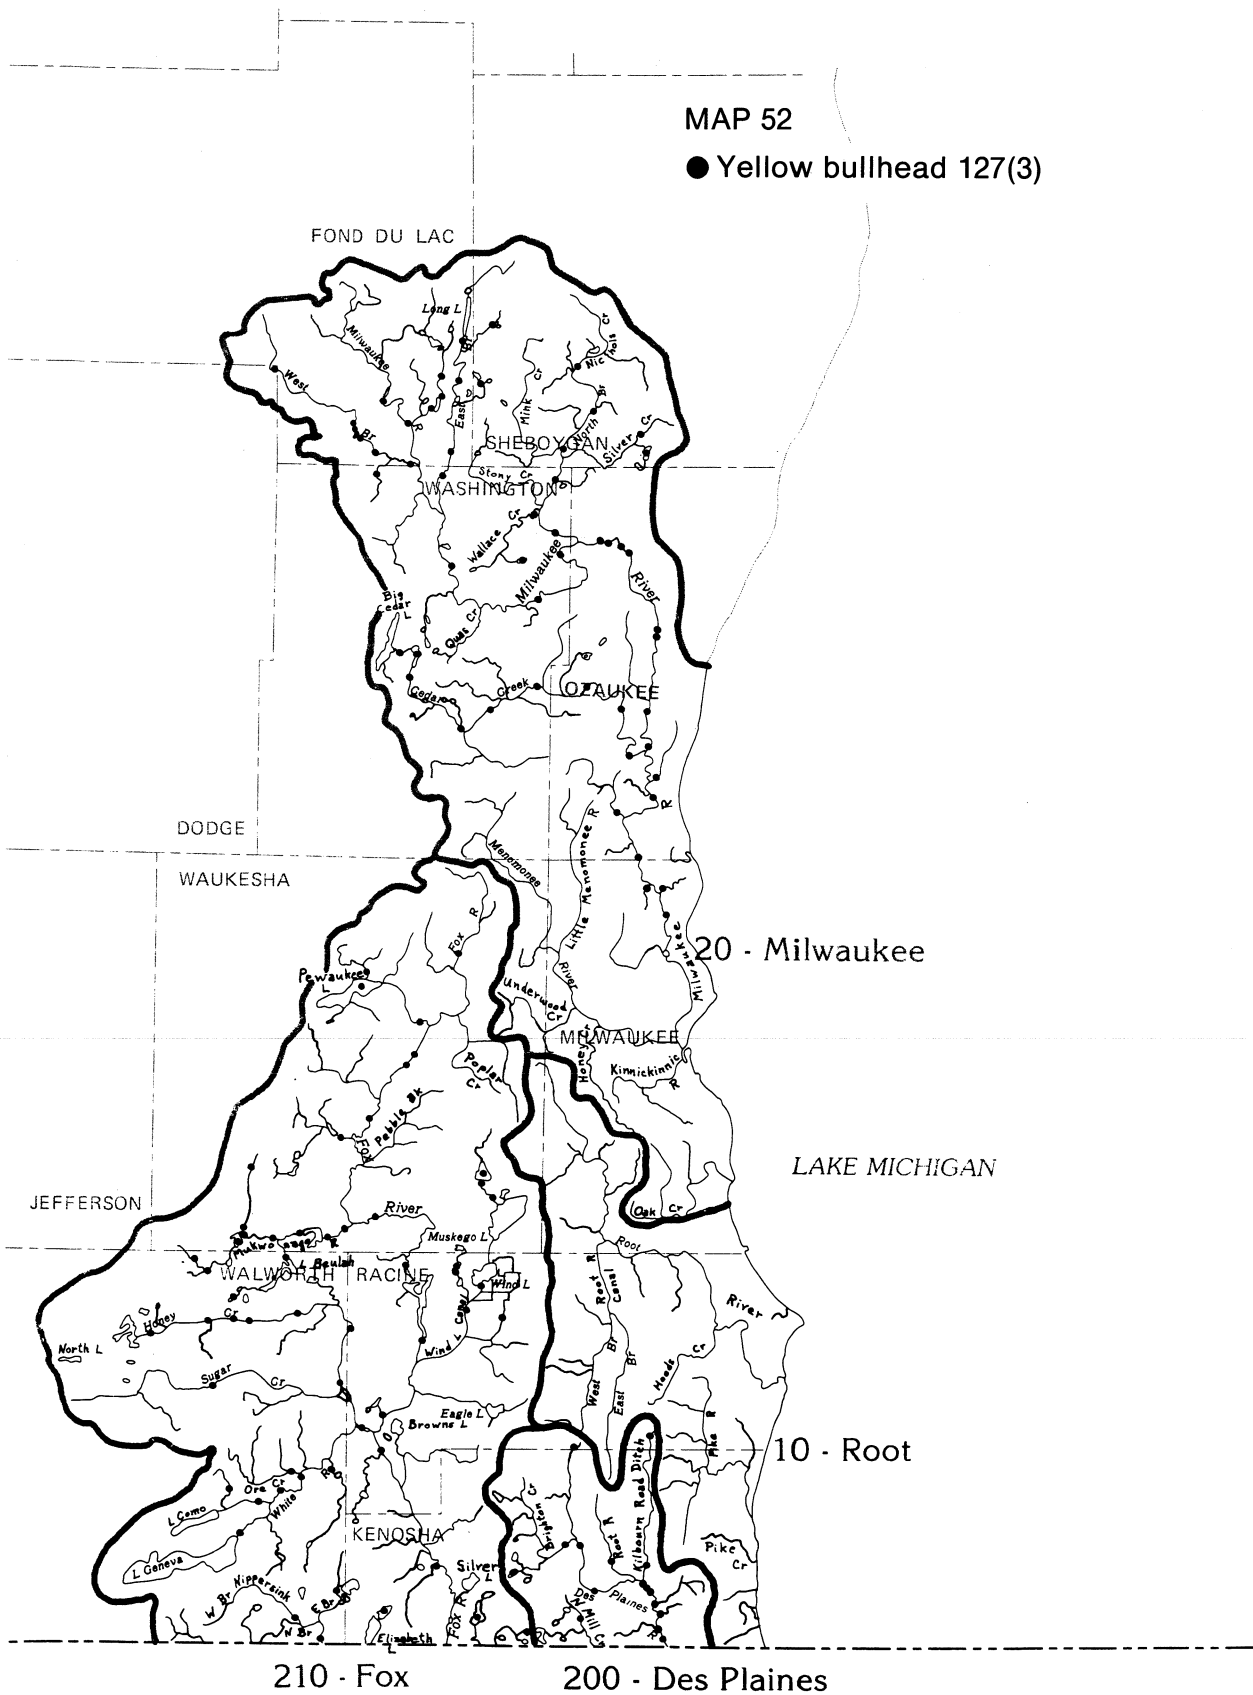 MAP 52
● Yellow bullhead 127(3)
FOND DU LAC
Long L
Milwaukee
Nichols Cr
West
Br
R
East
Mink Cr
North Br
SHEBOYGAN
Silver Cr
Stony Cr
WASHINGTON
Wallace Cr
Milwaukee
River
Big
Cedar
L
Quas Cr
Cedar
Creek
OZAUKEE
R
DODGE
Menomonee
Little Menomonee R
WAUKESHA
Fox R
Milwaukee
20 - Milwaukee
Pewaukee
L
River
Underwood
Cr
MILWAUKEE
Honey
Poplar
Cr
Kinnickinnic
R
Pebble Bk
Fox
LAKE MICHIGAN
JEFFERSON
River
Oak Cr
Muskego L
Mukwonago R
Root
L Beulah
WALWORTH
RACINE
Wind L
Root R
Canal
River
Honey
Cr
Wind L Canal
North L
Hoods Cr
West Br
East Br
Sugar
Cr
Eagle L
Browns L
Pike R
10 - Root
Ore Cr
White R
L Como
Brighton Cr
Root R
Kilbourn Road Ditch
KENOSHA
Pike
Cr
L Geneva
Silver
L
W Br Nippersink
E Br
N Br
Fox R
Des Plaines
R
N Mill
Cr
Elizabeth
L
210 - Fox
200 - Des Plaines